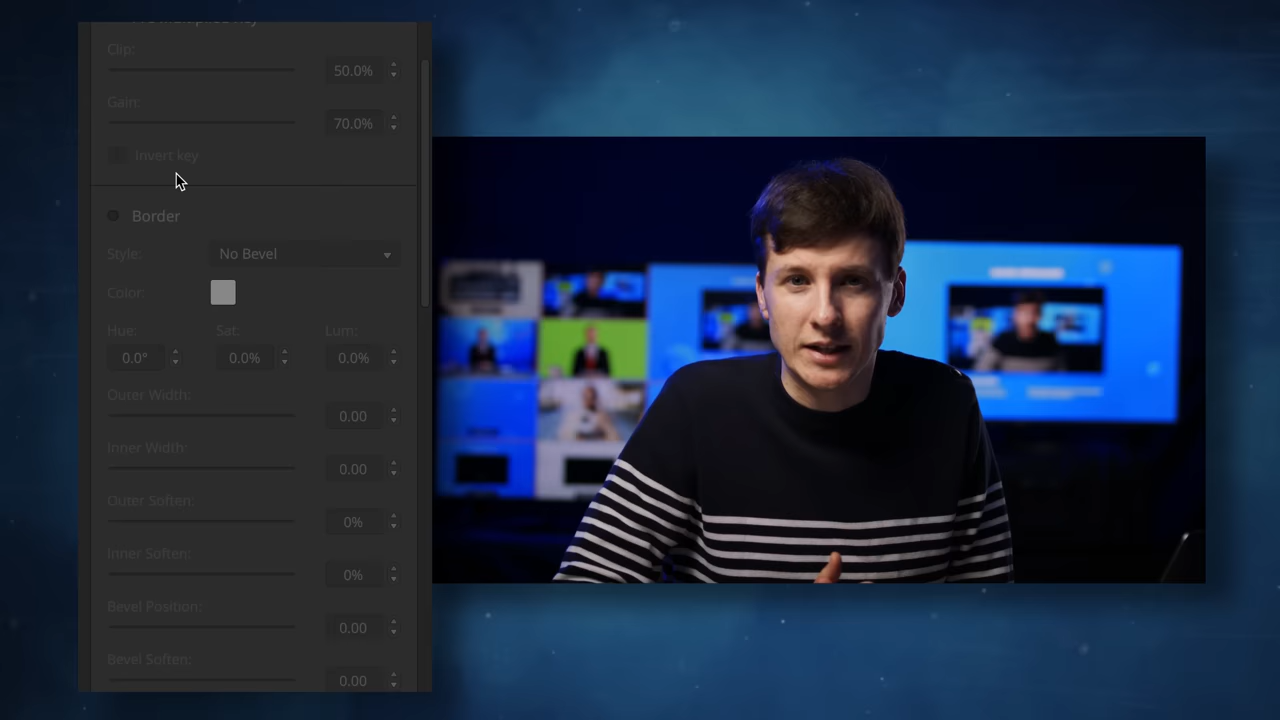 Clip:
50.0%
Gain:
70.0%
Invert key
Border
Style:
No Bevel
Color:
Hue:
Sat:
Lum:
0.0°
0.0%
0.0%
Outer Width:
0.00
Inner Width:
0.00
Outer Soften:
0%
Inner Soften:
0%
Bevel Position:
0.00
Bevel Soften:
0.00